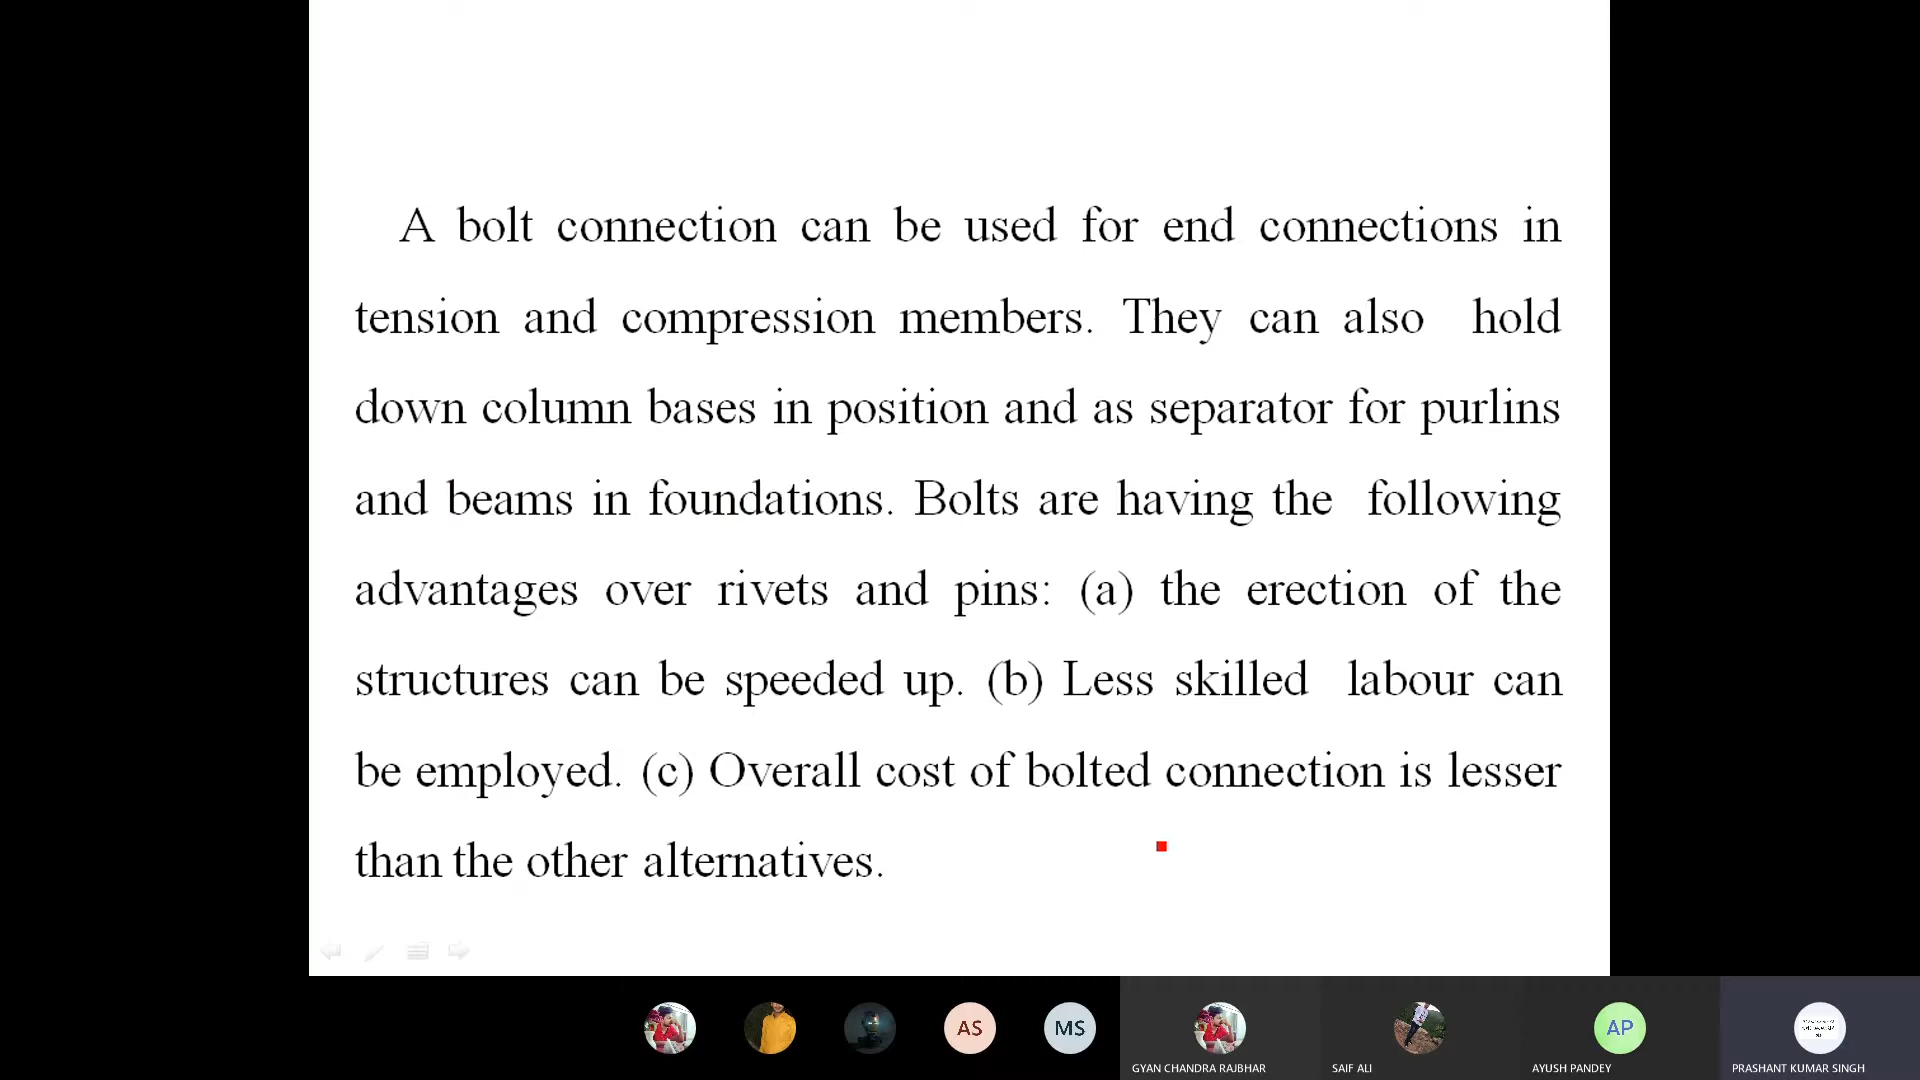 A bolt connection can be used for end connections in
tension and compression members. They can also hold
down column bases in position and as separator for purlins
and beams in foundations. Bolts are having the following
advantages over rivets and pins: (a) the erection of the
structures can be speeded up. (b) Less skilled labour can
be employed. (c) Overall cost of bolted connection is lesser
than the other alternatives.
AS
MS
AP
GYAN CHANDRA RAJBHAR
SAIF ALI
AYUSH PANDEY
PRASHANT KUMAR SINGH